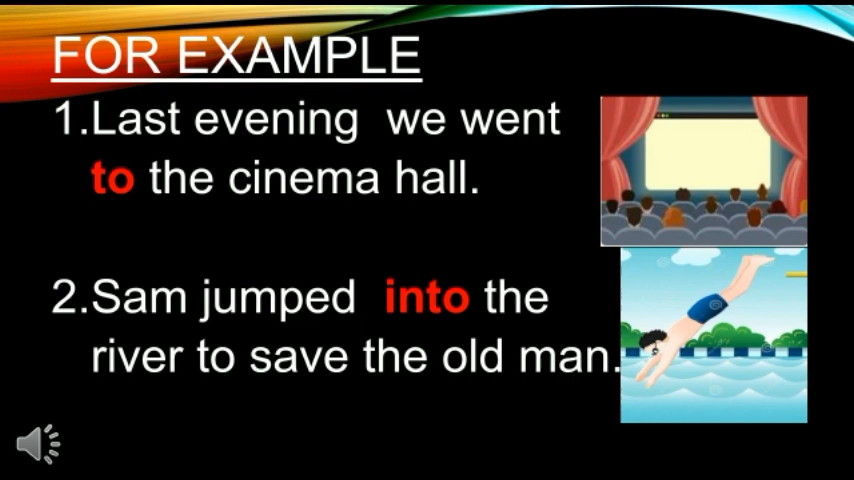 FOR EXAMPLE
1.Last evening we went
to the cinema hall.
2.Sam jumped into the
river to save the old man.